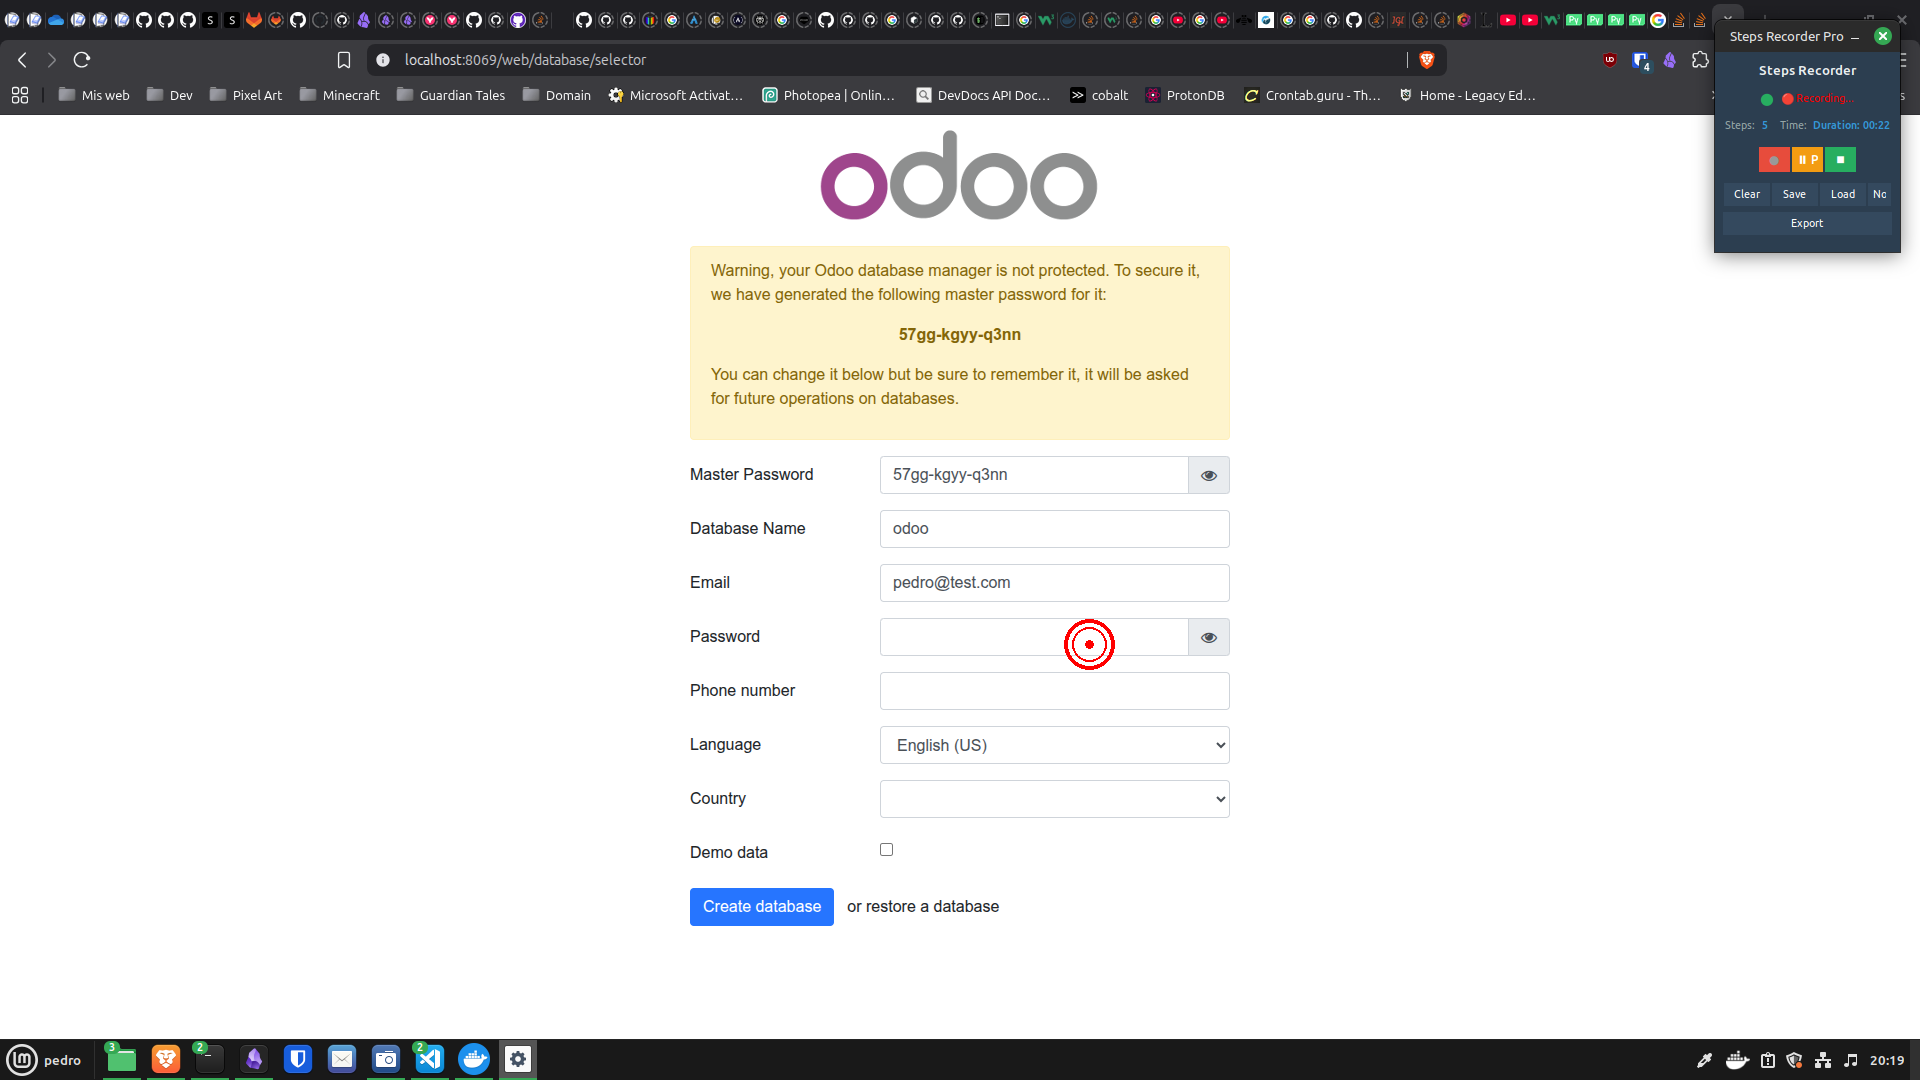 localhost:8069/web/database/selector
Mis web
Dev
Pixel Art
Minecraft
Guardian Tales
Domain
Microsoft Activat...
Photopea | Onlin...
DevDocs API Doc...
cobalt
ProtonDB
Crontab.guru - Th...
Home - Legacy Ed...
4
Steps Recorder Pro
Steps Recorder
Recording...
Steps: 5 Time: Duration: 00:22
P
Clear Save Load No
Export
odoo
Warning, your Odoo database manager is not protected. To secure it,
we have generated the following master password for it:
57gg-kgyy-q3nn
You can change it below but be sure to remember it, it will be asked
for future operations on databases.
Master Password 57gg-kgyy-q3nn
Database Name odoo
Email pedro@test.com
Password
Phone number
Language English (US)
Country
Demo data
Create database or restore a database
pedro
3
2
2
20:19